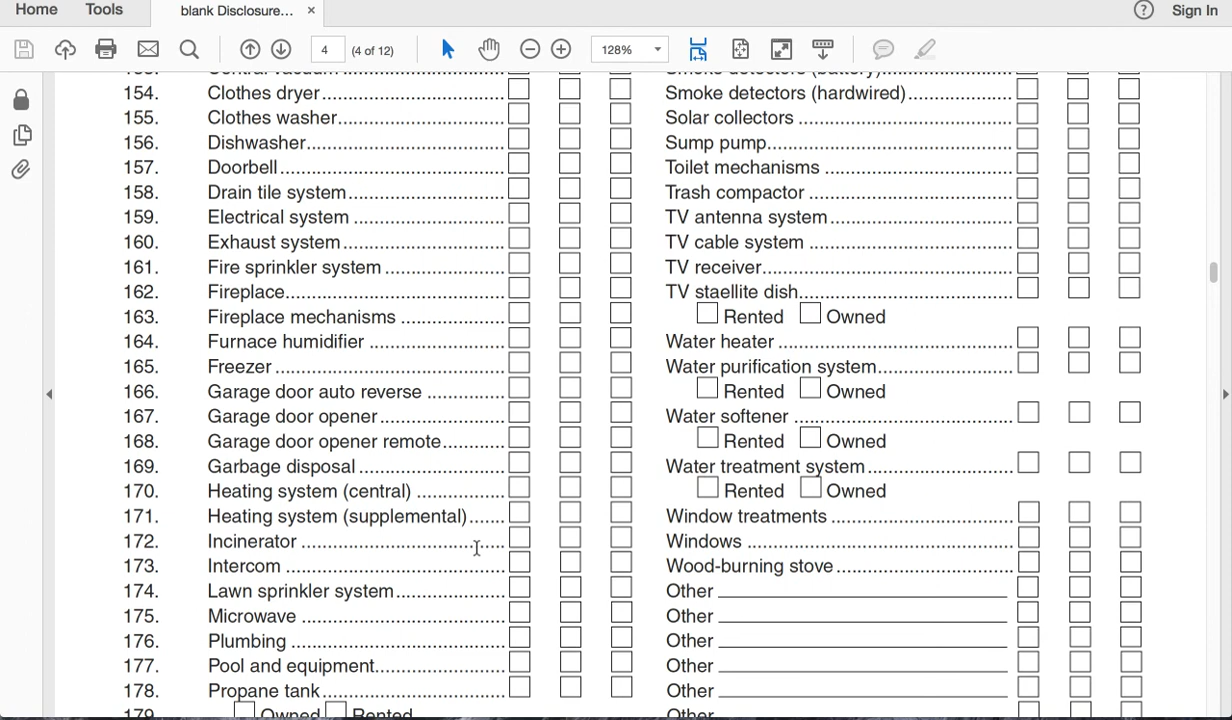 Home Tools blank Disclosure... × ? Sign In
4 (4 of 12) 128%
154. Clothes dryer Smoke detectors (hardwired)
155. Clothes washer Solar collectors
156. Dishwasher Sump pump
157. Doorbell Toilet mechanisms
158. Drain tile system Trash compactor
159. Electrical system TV antenna system
160. Exhaust system TV cable system
161. Fire sprinkler system TV receiver
162. Fireplace TV staellite dish
163. Fireplace mechanisms Rented Owned
164. Furnace humidifier Water heater
165. Freezer Water purification system
166. Garage door auto reverse Rented Owned
167. Garage door opener Water softener
168. Garage door opener remote Rented Owned
169. Garbage disposal Water treatment system
170. Heating system (central) Rented Owned
171. Heating system (supplemental) Window treatments
172. Incinerator Windows
173. Intercom Wood-burning stove
174. Lawn sprinkler system Other
175. Microwave Other
176. Plumbing Other
177. Pool and equipment Other
178. Propane tank Other
179. Owned Rented Other